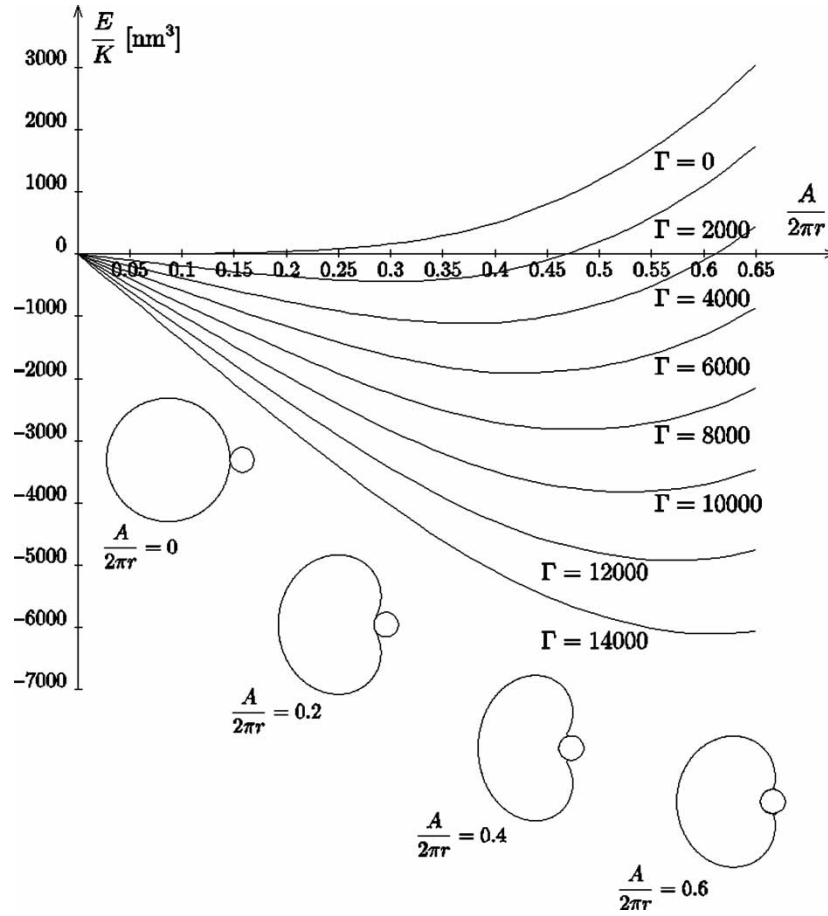 E/K [nm³]
3000
2000
1000
0
−1000
−2000
−3000
−4000
−5000
−6000
−7000
0.05 0.1 0.15 0.2 0.25 0.3 0.35 0.4 0.45 0.5 0.55 0.6 0.65
A/2πr
Γ = 0
Γ = 2000
Γ = 4000
Γ = 6000
Γ = 8000
Γ = 10000
Γ = 12000
Γ = 14000
A/2πr = 0
A/2πr = 0.2
A/2πr = 0.4
A/2πr = 0.6